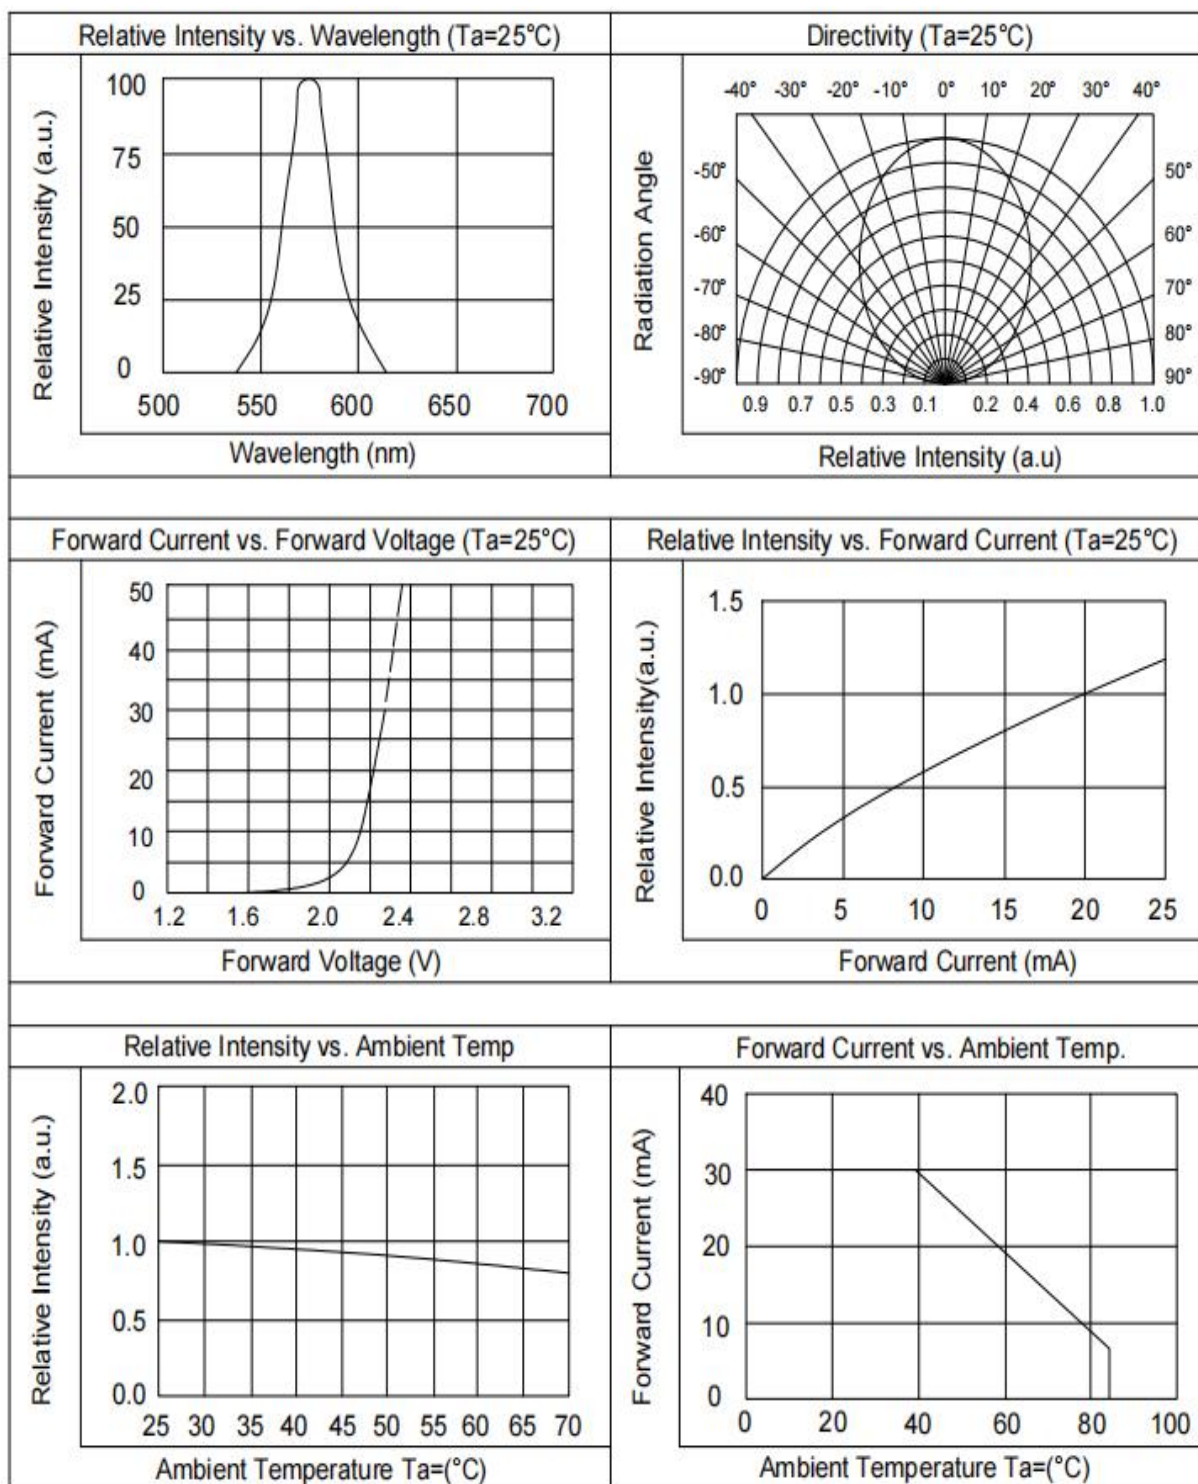 Relative Intensity vs. Wavelength (Ta=25°C)
Relative Intensity (a.u.)
100
75
50
25
0
500 550 600 650 700
Wavelength (nm)
Directivity (Ta=25°C)
Radiation Angle
-40° -30° -20° -10° 0° 10° 20° 30° 40°
-50° 50°
-60° 60°
-70° 70°
-80° 80°
-90° 90°
0.9 0.7 0.5 0.3 0.1 0.2 0.4 0.6 0.8 1.0
Relative Intensity (a.u)
Forward Current vs. Forward Voltage (Ta=25°C)
Forward Current (mA)
50
40
30
20
10
0
1.2 1.6 2.0 2.4 2.8 3.2
Forward Voltage (V)
Relative Intensity vs. Forward Current (Ta=25°C)
Relative Intensity(a.u.)
1.5
1.0
0.5
0.0
0 5 10 15 20 25
Forward Current (mA)
Relative Intensity vs. Ambient Temp
Relative Intensity (a.u.)
2.0
1.5
1.0
0.5
0.0
25 30 35 40 45 50 55 60 65 70
Ambient Temperature Ta=(°C)
Forward Current vs. Ambient Temp.
Forward Current (mA)
40
30
20
10
0
0 20 40 60 80 100
Ambient Temperature Ta=(°C)